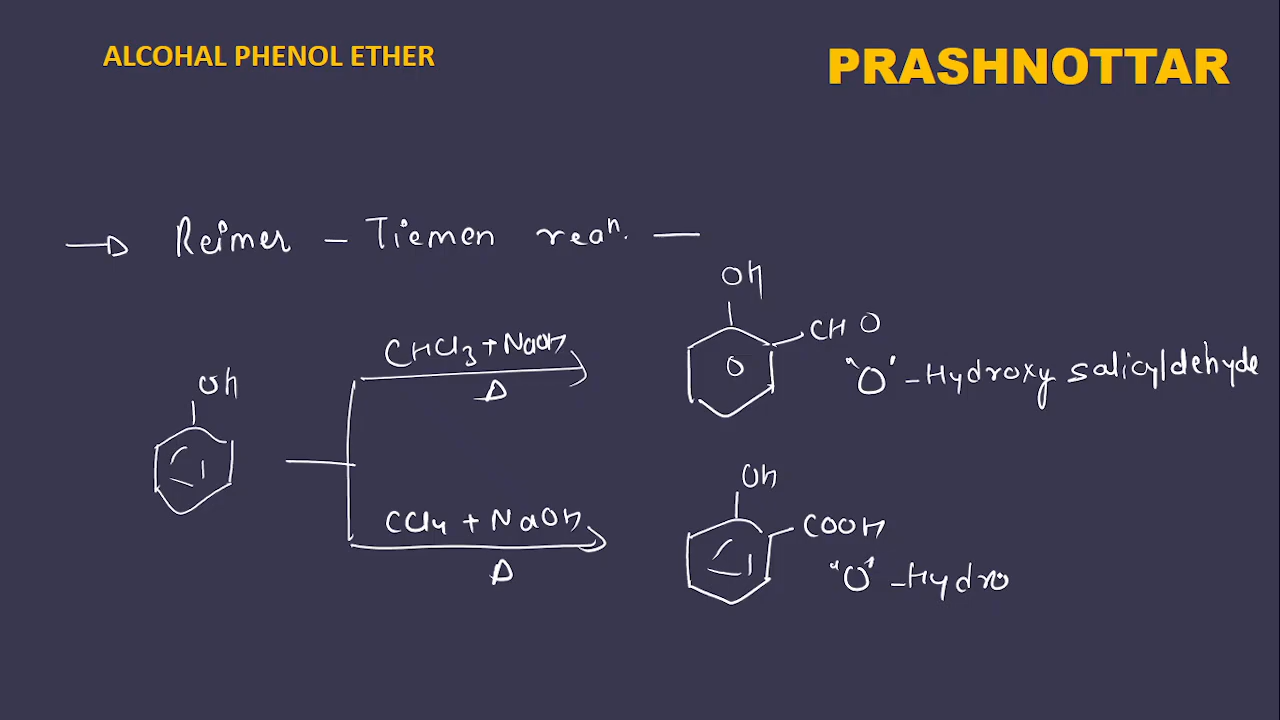 ALCOHAL PHENOL ETHER
PRASHNOTTAR
→ Reimer - Tiemen reaⁿ. —
OH
CHO
"O" - Hydroxy salicyldehyde
CHCl₃ + NaOH
Δ
OH
OH
COOH
"O" - Hydro
CCl₄ + NaOH
Δ